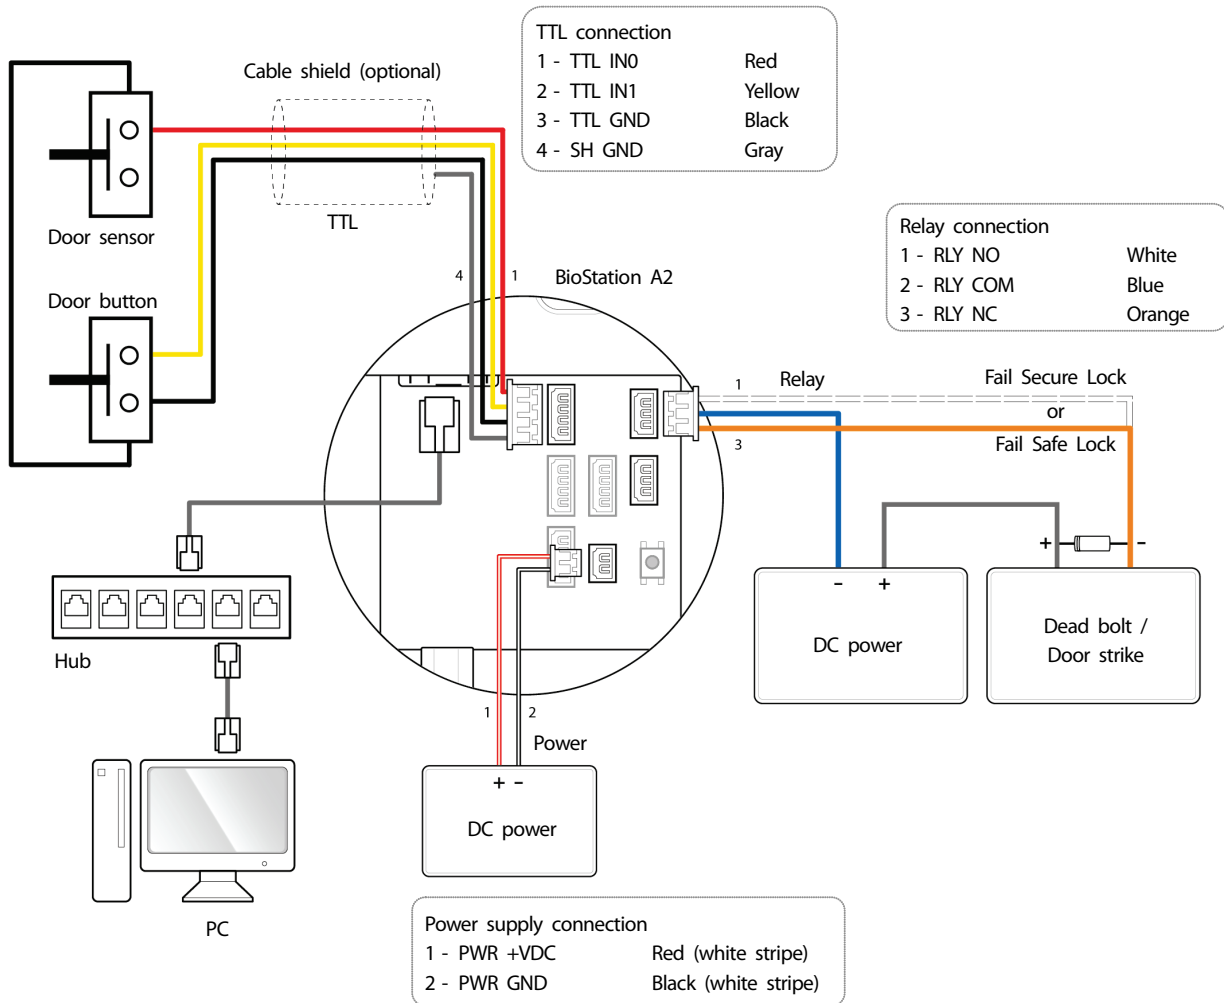 TTL connection
1 - TTL IN0 Red
2 - TTL IN1 Yellow
3 - TTL GND Black
4 - SH GND Gray
Cable shield (optional)
TTL
Door sensor
Door button
4
1
BioStation A2
Relay connection
1 - RLY NO White
2 - RLY COM Blue
3 - RLY NC Orange
1
Relay
Fail Secure Lock
or
3
Fail Safe Lock
+
-
- +
DC power
Dead bolt /
Door strike
Hub
PC
1
2
Power
+ -
DC power
Power supply connection
1 - PWR +VDC Red (white stripe)
2 - PWR GND Black (white stripe)